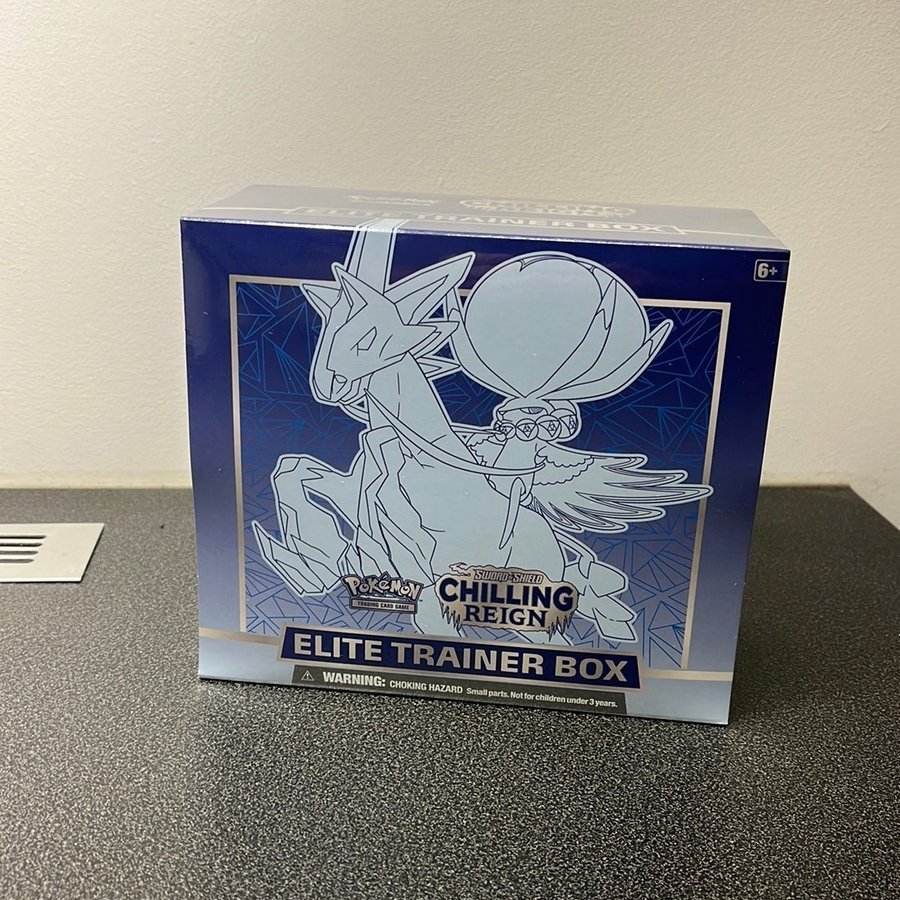 ELITE TRAINER BOX
6+
POKéMON
TRADING CARD GAME
SWORD & SHIELD
CHILLING
REIGN
ELITE TRAINER BOX
⚠ WARNING: CHOKING HAZARD Small parts. Not for children under 3 years.